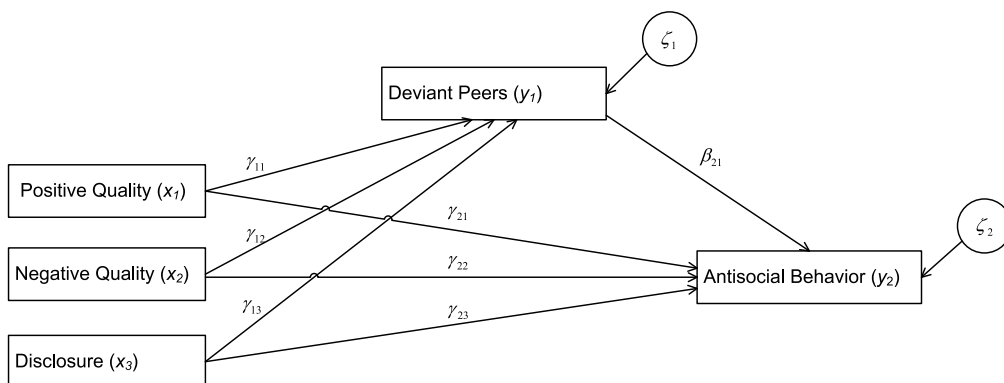 ζ₁
Deviant Peers (y₁)
γ₁₁
β₂₁
Positive Quality (x₁)
γ₂₁
ζ₂
γ₁₂
Negative Quality (x₂)
γ₂₂
Antisocial Behavior (y₂)
γ₁₃
γ₂₃
Disclosure (x₃)